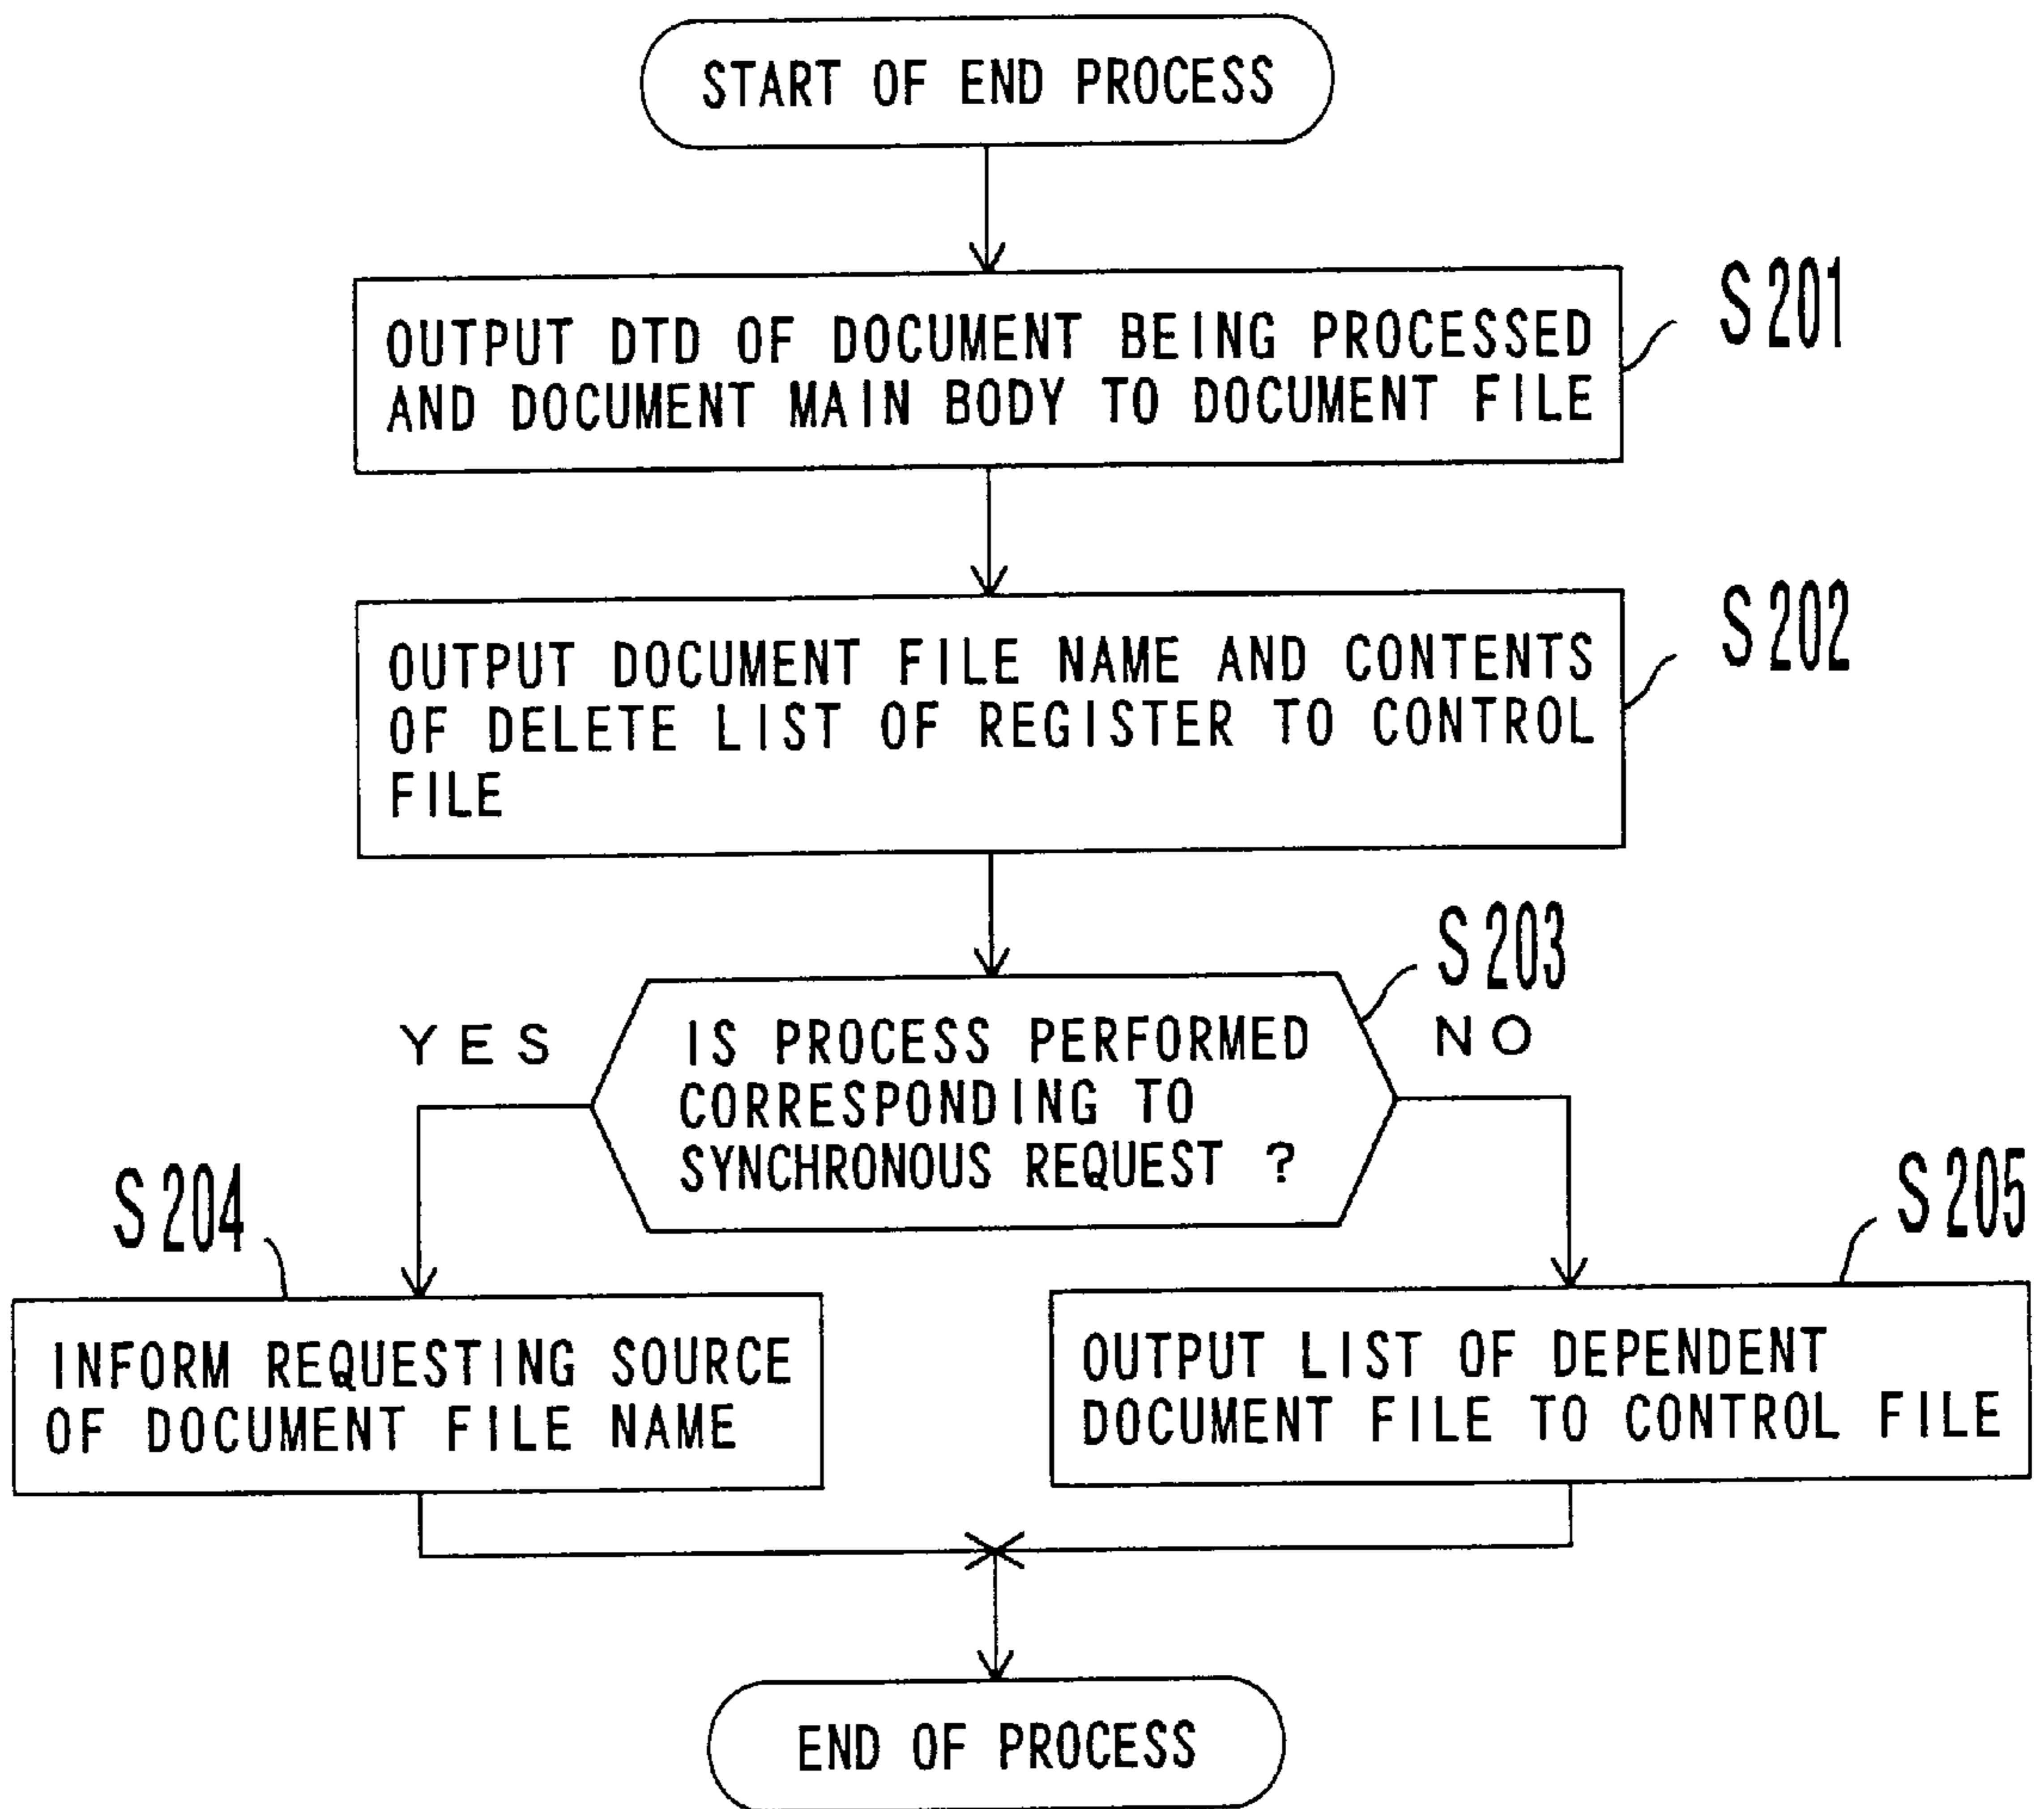 START OF END PROCESS
S201
OUTPUT DTD OF DOCUMENT BEING PROCESSED
AND DOCUMENT MAIN BODY TO DOCUMENT FILE
S202
OUTPUT DOCUMENT FILE NAME AND CONTENTS
OF DELETE LIST OF REGISTER TO CONTROL
FILE
S203
YES
NO
IS PROCESS PERFORMED
CORRESPONDING TO
SYNCHRONOUS REQUEST ?
S204
S205
INFORM REQUESTING SOURCE
OF DOCUMENT FILE NAME
OUTPUT LIST OF DEPENDENT
DOCUMENT FILE TO CONTROL FILE
END OF PROCESS